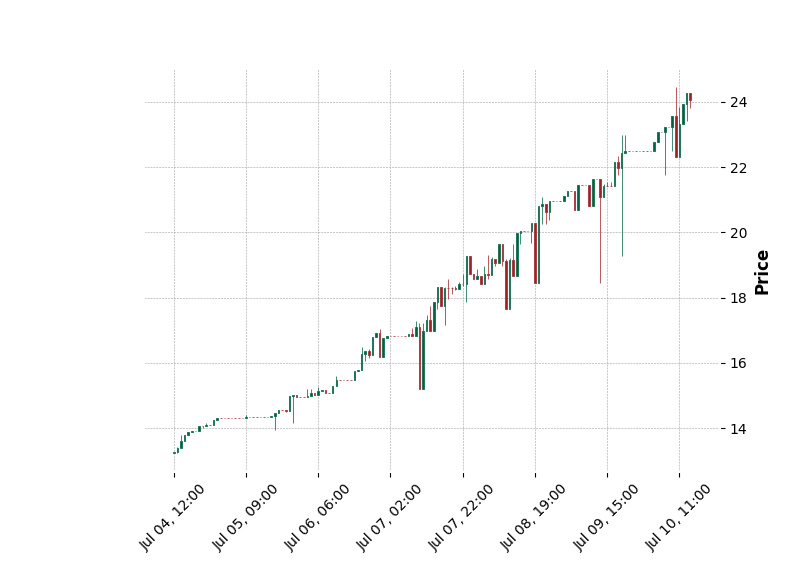 24
22
20
18
16
14
Price
Jul 04, 12:00
Jul 05, 09:00
Jul 06, 06:00
Jul 07, 02:00
Jul 07, 22:00
Jul 08, 19:00
Jul 09, 15:00
Jul 10, 11:00